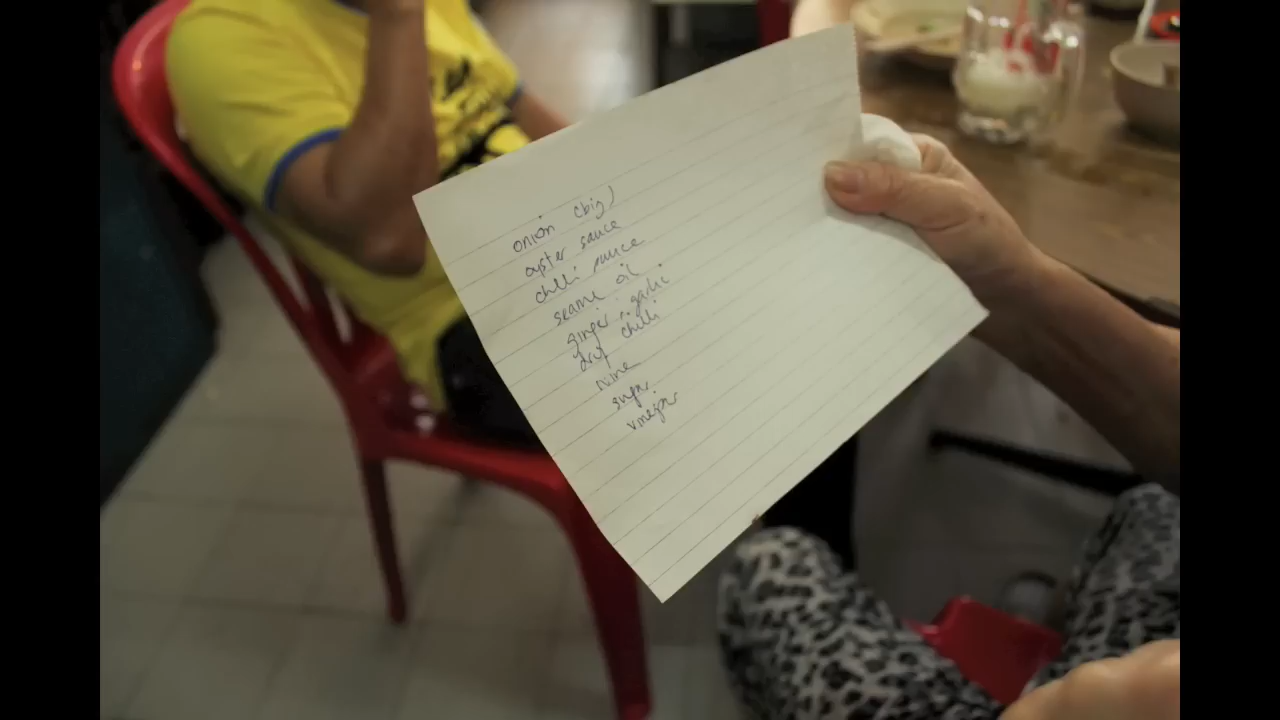 onion (big)
oyster sauce
chilli sauce
seame oil
ginger : garlic
dry chilli
wine
sugar
vinegar